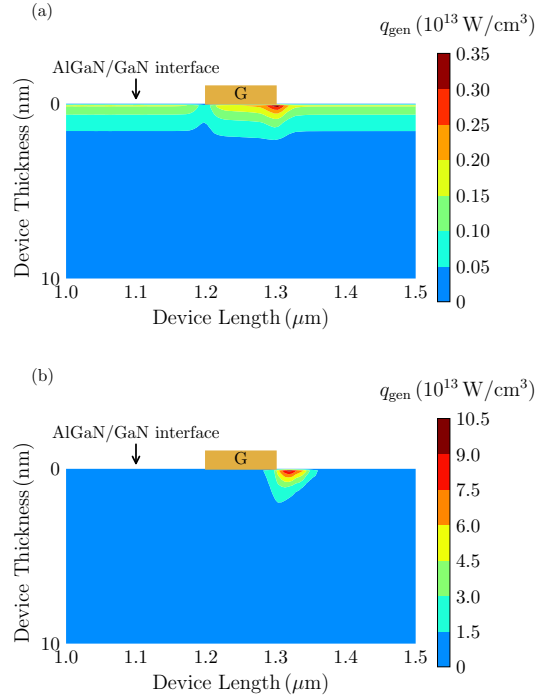 (a)
q_gen (10^13 W/cm^3)
AlGaN/GaN interface
G
0.35
0.30
0.25
0.20
0.15
0.10
0.05
0
Device Thickness (nm)
0
10
1.0 1.1 1.2 1.3 1.4 1.5
Device Length (μm)
(b)
q_gen (10^13 W/cm^3)
AlGaN/GaN interface
G
10.5
9.0
7.5
6.0
4.5
3.0
1.5
0
Device Thickness (nm)
0
10
1.0 1.1 1.2 1.3 1.4 1.5
Device Length (μm)